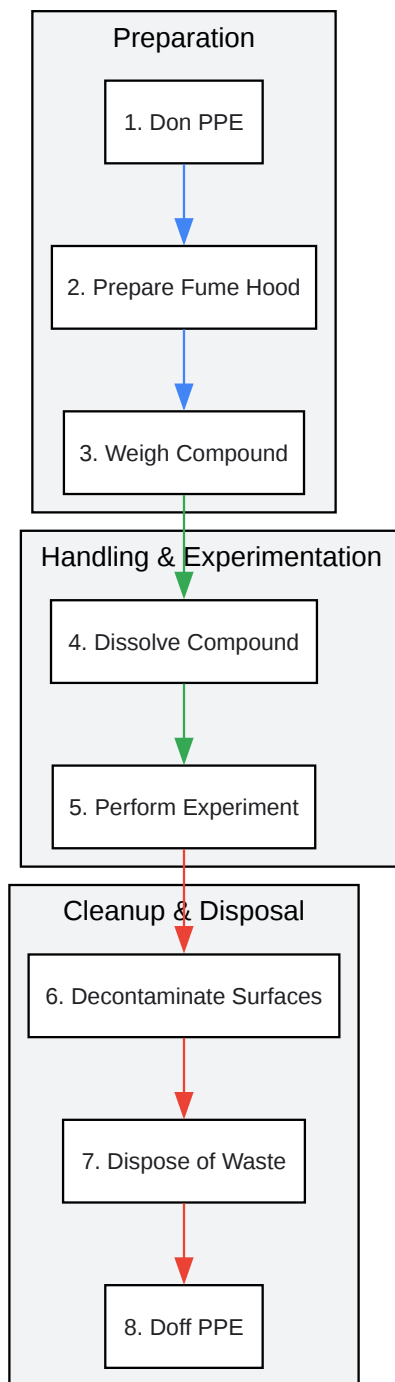 Preparation
1. Don PPE
2. Prepare Fume Hood
3. Weigh Compound
Handling & Experimentation
4. Dissolve Compound
5. Perform Experiment
Cleanup & Disposal
6. Decontaminate Surfaces
7. Dispose of Waste
8. Doff PPE